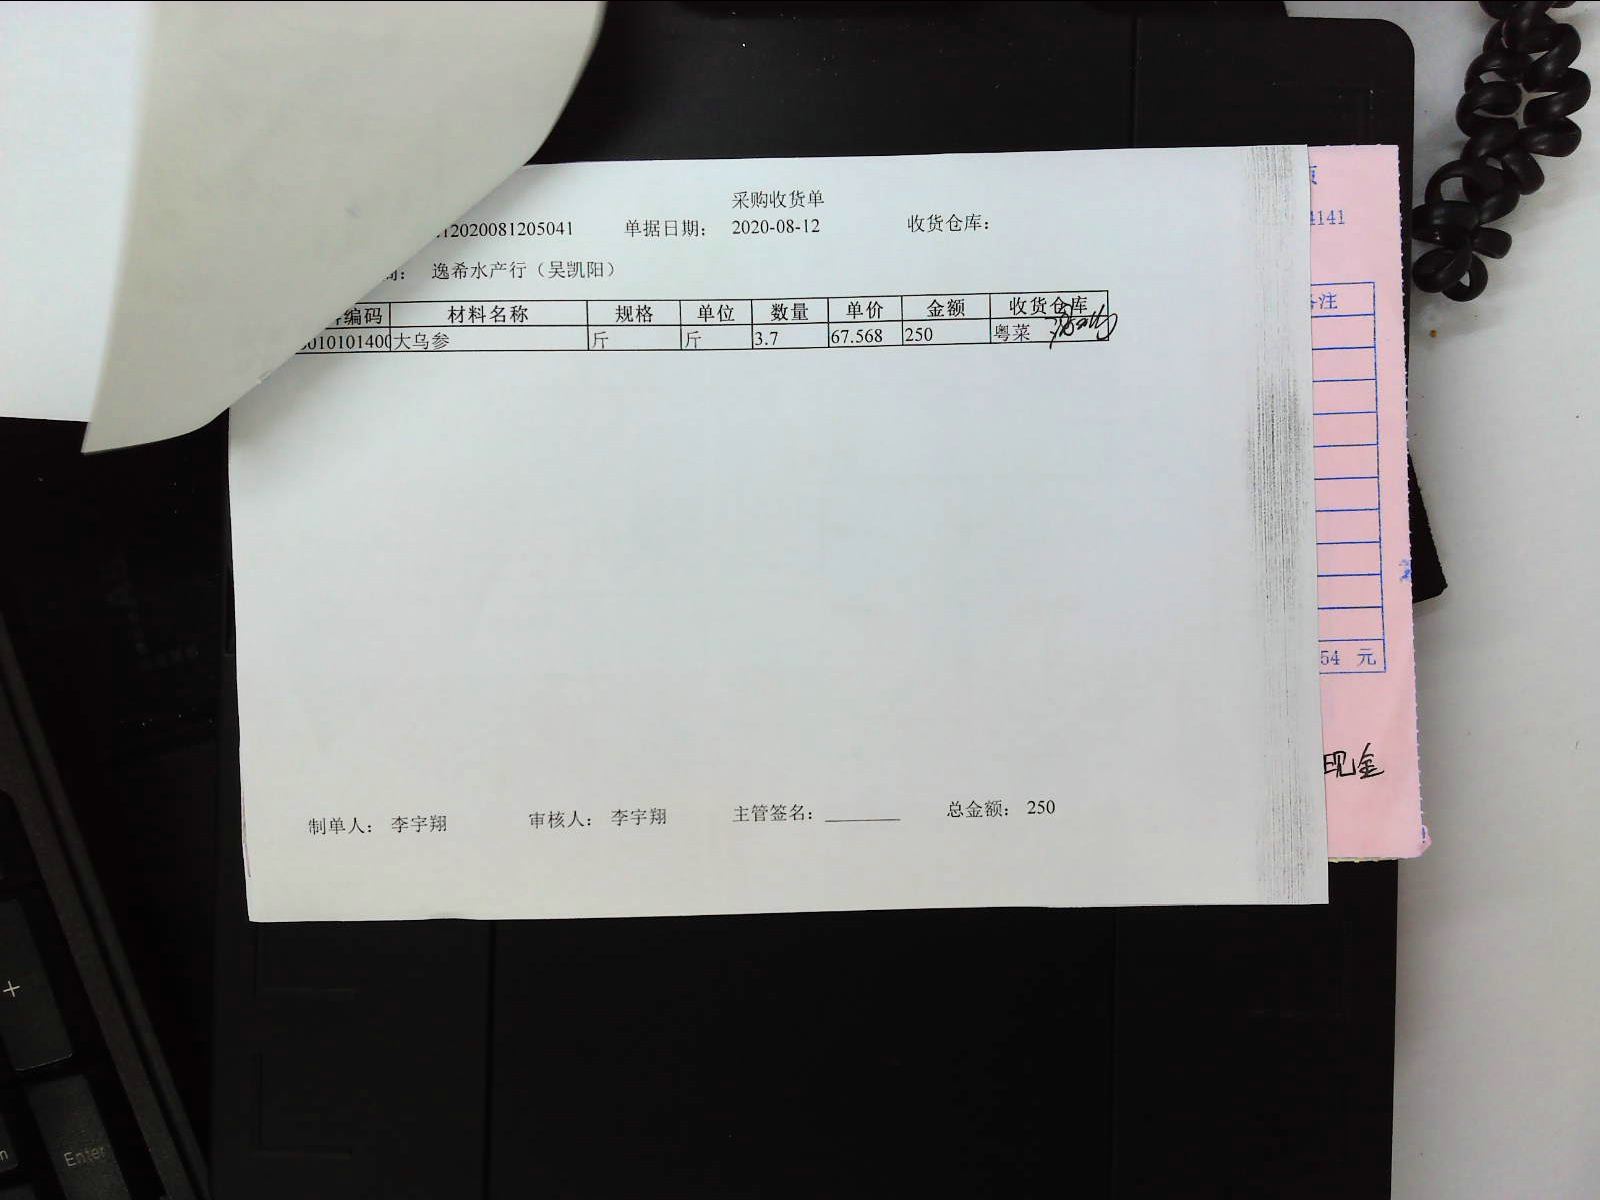 采购收货单
12020081205041 单据日期： 2020-08-12 收货仓库：
逸希水产行（吴凯阳）
编码 材料名称 规格 单位 数量 单价 金额 收货仓库
010101400 大乌参 斤 斤 3.7 67.568 250 粤菜
制单人： 李宇翔 审核人： 李宇翔 主管签名： 总金额： 250
4141
注
54 元
现金
+
Enter